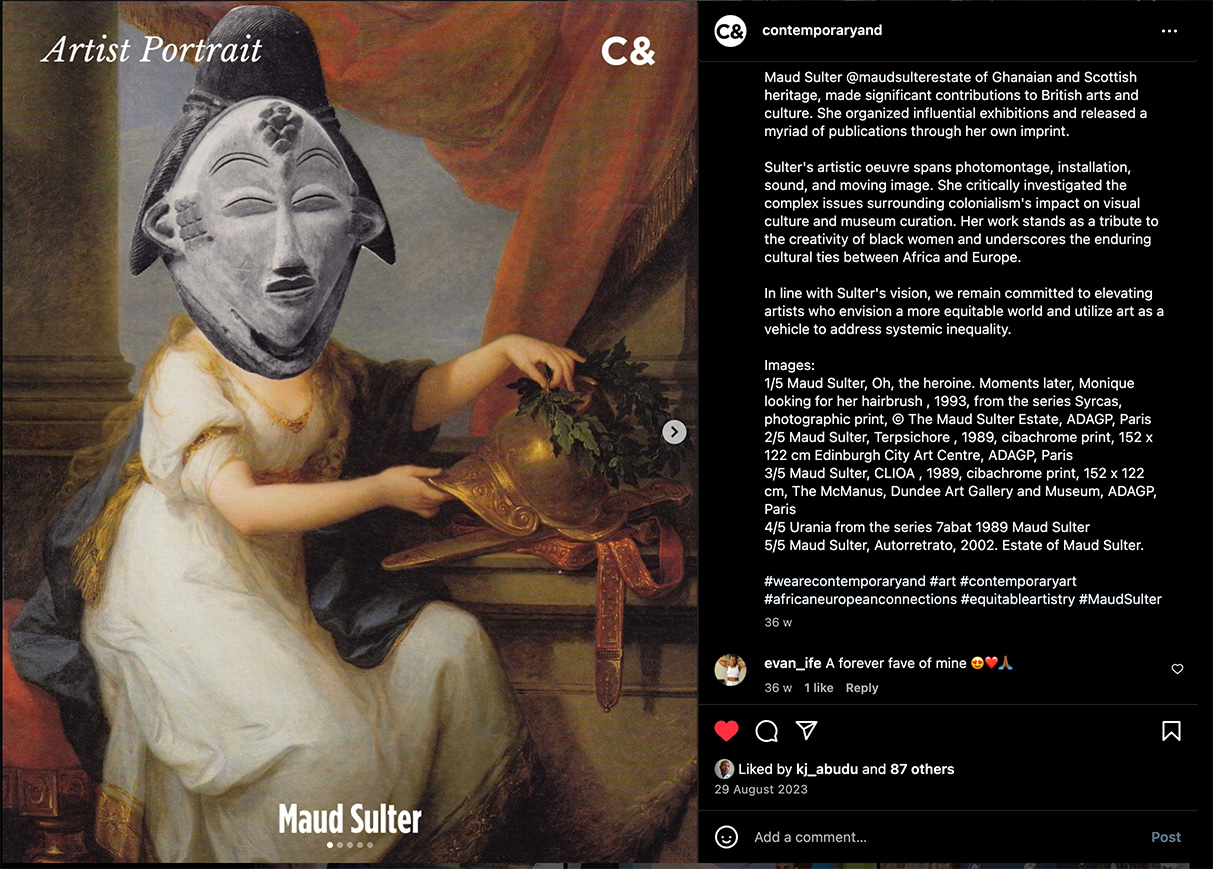 Artist Portrait
C&
Maud Sulter
C&
contemporaryand
Maud Sulter @maudsulterestate of Ghanaian and Scottish
heritage, made significant contributions to British arts and
culture. She organized influential exhibitions and released a
myriad of publications through her own imprint.
Sulter's artistic oeuvre spans photomontage, installation,
sound, and moving image. She critically investigated the
complex issues surrounding colonialism's impact on visual
culture and museum curation. Her work stands as a tribute to
the creativity of black women and underscores the enduring
cultural ties between Africa and Europe.
In line with Sulter's vision, we remain committed to elevating
artists who envision a more equitable world and utilize art as a
vehicle to address systemic inequality.
Images:
1/5 Maud Sulter, Oh, the heroine. Moments later, Monique
looking for her hairbrush , 1993, from the series Syrcas,
photographic print, © The Maud Sulter Estate, ADAGP, Paris
2/5 Maud Sulter, Terpsichore , 1989, cibachrome print, 152 x
122 cm Edinburgh City Art Centre, ADAGP, Paris
3/5 Maud Sulter, CLIOA , 1989, cibachrome print, 152 x 122
cm, The McManus, Dundee Art Gallery and Museum, ADAGP,
Paris
4/5 Urania from the series 7abat 1989 Maud Sulter
5/5 Maud Sulter, Autorretrato, 2002. Estate of Maud Sulter.
#wearecontemporaryand #art #contemporaryart
#africaneuropeanconnections #equitableartistry #MaudSulter
36 w
evan_ife A forever fave of mine 😍❤️🙏🏾
36 w 1 like Reply
Liked by kj_abudu and 87 others
29 August 2023
Add a comment...
Post